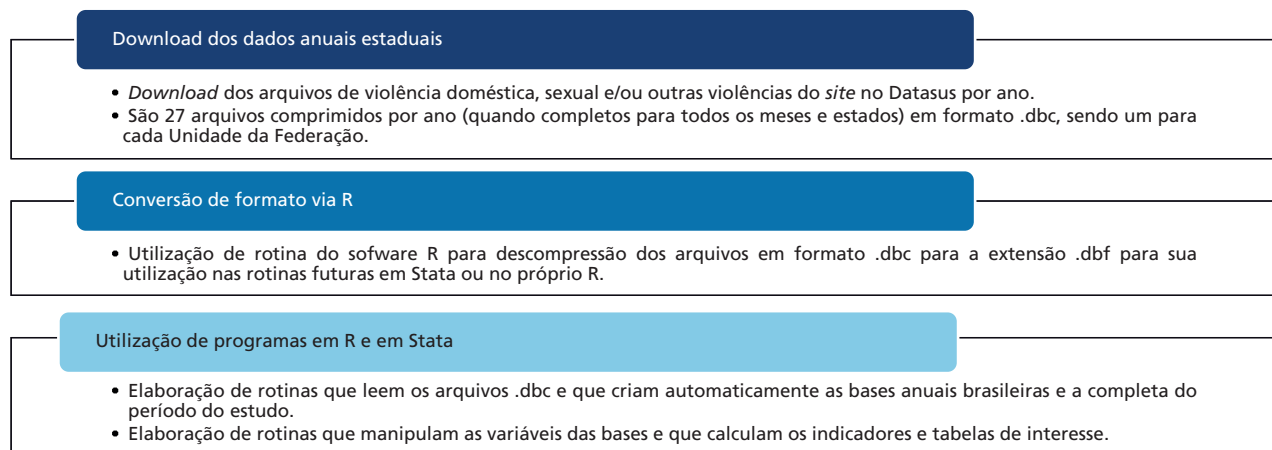 Download dos dados anuais estaduais
• Download dos arquivos de violência doméstica, sexual e/ou outras violências do site no Datasus por ano.
• São 27 arquivos comprimidos por ano (quando completos para todos os meses e estados) em formato .dbc, sendo um para
cada Unidade da Federação.
Conversão de formato via R
• Utilização de rotina do sofware R para descompressão dos arquivos em formato .dbc para a extensão .dbf para sua
utilização nas rotinas futuras em Stata ou no próprio R.
Utilização de programas em R e em Stata
• Elaboração de rotinas que leem os arquivos .dbc e que criam automaticamente as bases anuais brasileiras e a completa do
período do estudo.
• Elaboração de rotinas que manipulam as variáveis das bases e que calculam os indicadores e tabelas de interesse.